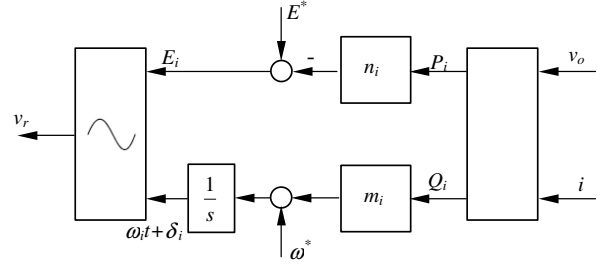 E*
E_i
-
n_i
P_i
v_o
v_r
1
s
m_i
Q_i
i
ω_i t+δ_i
ω*